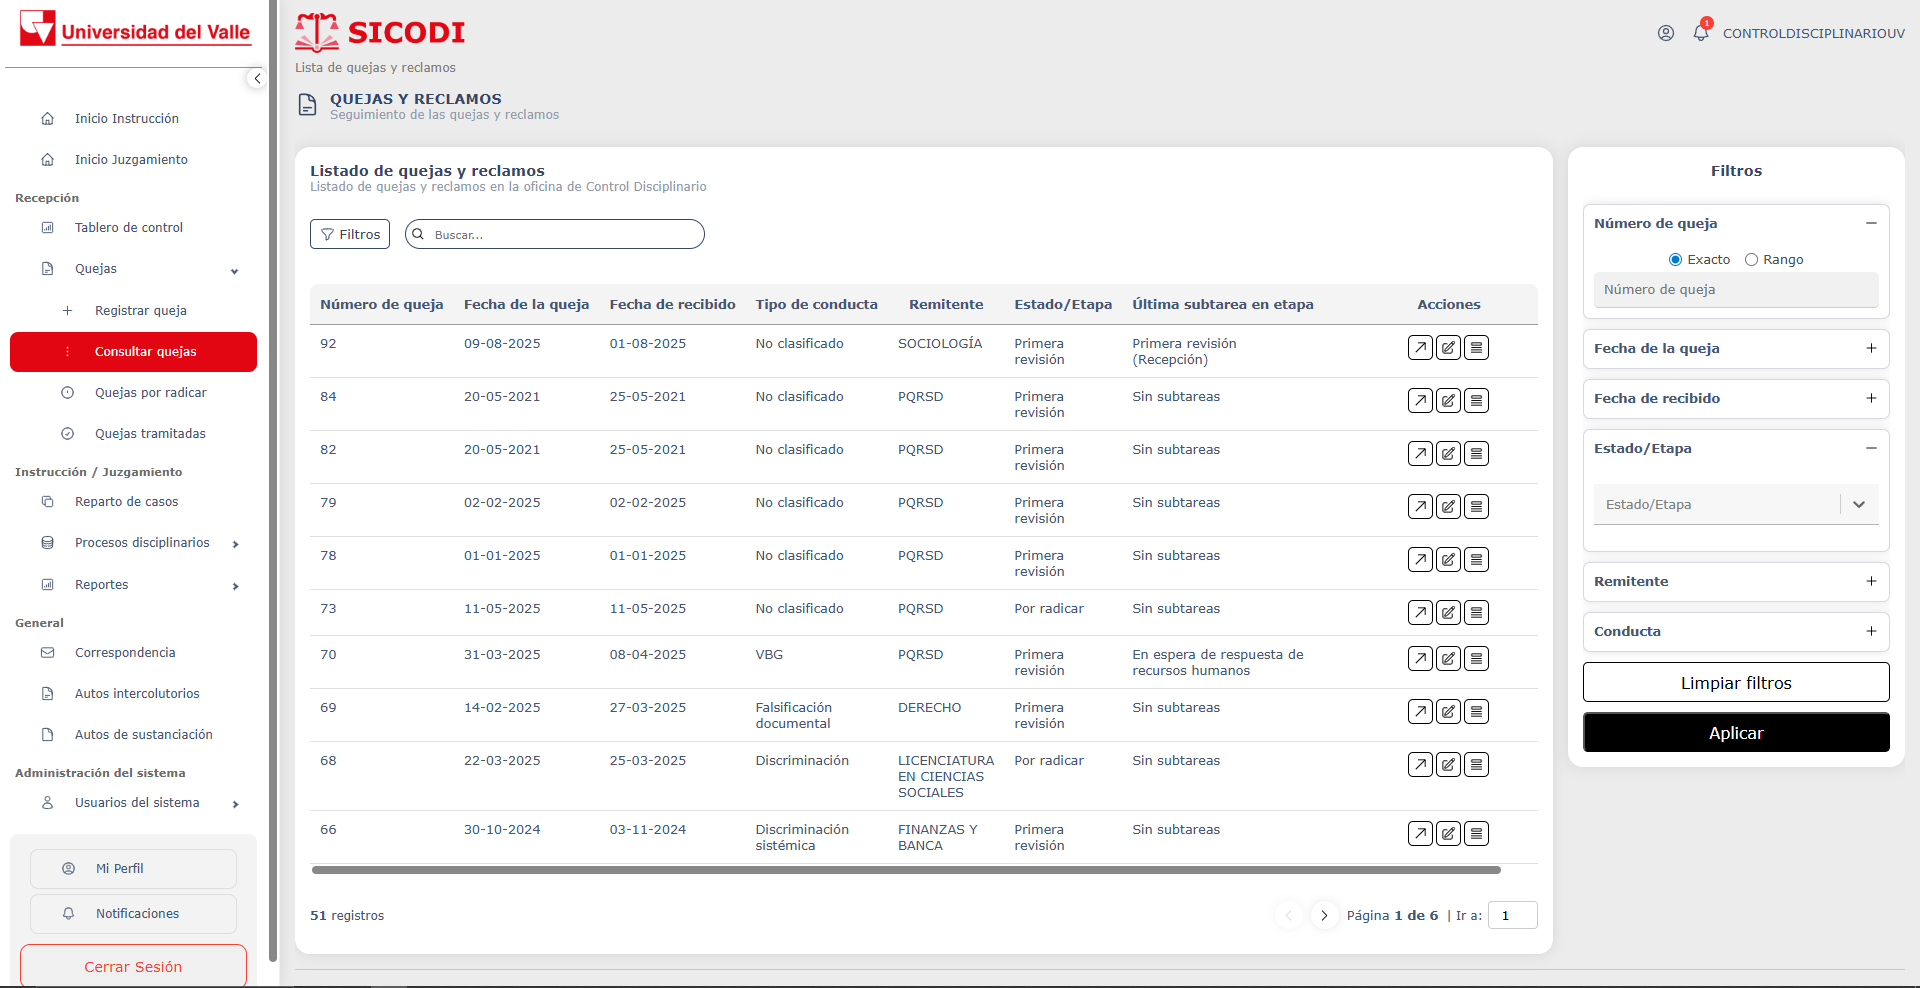 Universidad del Valle
Inicio Instrucción
Inicio Juzgamiento
Recepción
Tablero de control
Quejas
Registrar queja
Consultar quejas
Quejas por radicar
Quejas tramitadas
Instrucción / Juzgamiento
Reparto de casos
Procesos disciplinarios
Reportes
General
Correspondencia
Autos intercolutorios
Autos de sustanciación
Administración del sistema
Usuarios del sistema
Mi Perfil
Notificaciones
Cerrar Sesión
SICODI
1
CONTROLDISCIPLINARIOUV
Lista de quejas y reclamos
QUEJAS Y RECLAMOS
Seguimiento de las quejas y reclamos
Listado de quejas y reclamos
Listado de quejas y reclamos en la oficina de Control Disciplinario
Filtros
Buscar...
Número de queja Fecha de la queja Fecha de recibido Tipo de conducta Remitente Estado/Etapa Última subtarea en etapa Acciones
92 09-08-2025 01-08-2025 No clasificado SOCIOLOGÍA Primera Primera revisión
revisión (Recepción)
84 20-05-2021 25-05-2021 No clasificado PQRSD Primera Sin subtareas
revisión
82 20-05-2021 25-05-2021 No clasificado PQRSD Primera Sin subtareas
revisión
79 02-02-2025 02-02-2025 No clasificado PQRSD Primera Sin subtareas
revisión
78 01-01-2025 01-01-2025 No clasificado PQRSD Primera Sin subtareas
revisión
73 11-05-2025 11-05-2025 No clasificado PQRSD Por radicar Sin subtareas
70 31-03-2025 08-04-2025 VBG PQRSD Primera En espera de respuesta de
revisión recursos humanos
69 14-02-2025 27-03-2025 Falsificación DERECHO Primera Sin subtareas
documental revisión
68 22-03-2025 25-03-2025 Discriminación LICENCIATURA Por radicar Sin subtareas
EN CIENCIAS
SOCIALES
66 30-10-2024 03-11-2024 Discriminación FINANZAS Y Primera Sin subtareas
sistémica BANCA revisión
51 registros
Página 1 de 6 | Ir a: 1
Filtros
Número de queja
Exacto Rango
Número de queja
Fecha de la queja
Fecha de recibido
Estado/Etapa
Estado/Etapa
Remitente
Conducta
Limpiar filtros
Aplicar